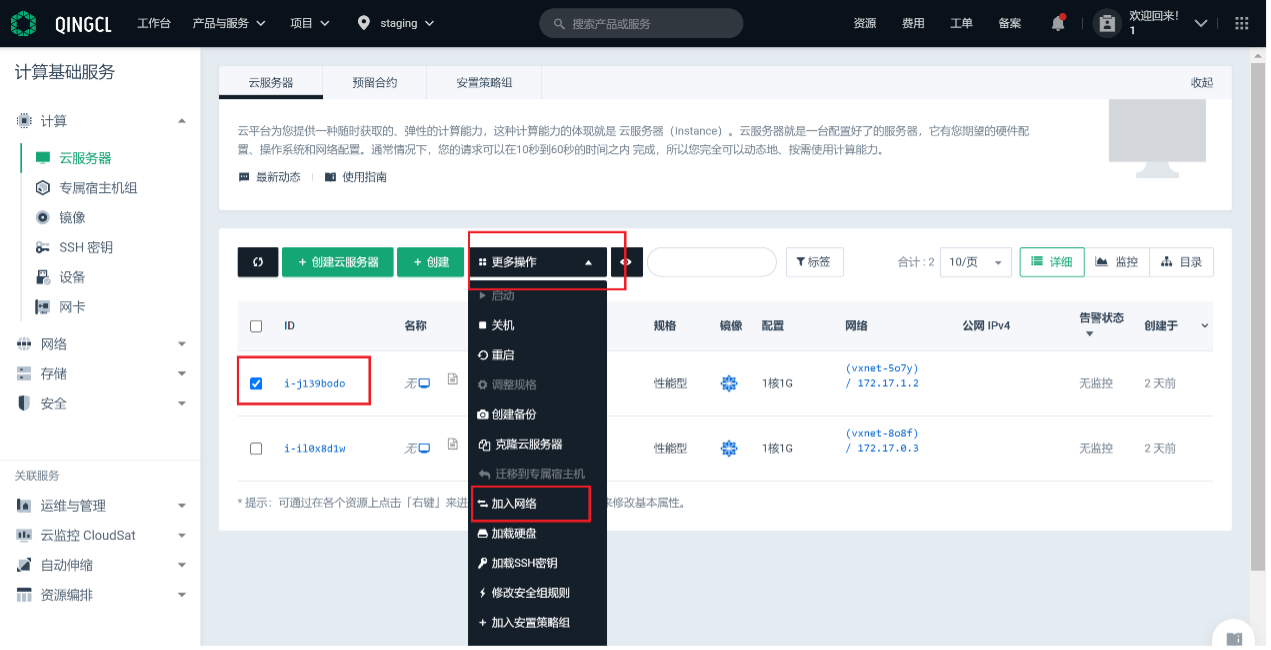 QINGCL 工作台 产品与服务 项目 staging 搜索产品或服务 资源 费用 工单 备案 欢迎回来!
1
计算基础服务
计算
云服务器
专属宿主机组
镜像
SSH 密钥
设备
网卡
网络
存储
安全
关联服务
运维与管理
云监控 CloudSat
自动伸缩
资源编排
云服务器 预留合约 安置策略组 收起
云平台为您提供一种随时获取的、弹性的计算能力，这种计算能力的体现就是 云服务器（Instance）。云服务器就是一台配置好了的服务器，它有您期望的硬件配
置、操作系统和网络配置。通常情况下，您的请求可以在10秒到60秒的时间之内 完成，所以您完全可以动态地、按需使用计算能力。
最新动态 使用指南
+ 创建云服务器 + 创建 更多操作 标签 合计 : 2 10/页 详细 监控 目录
启动
关机
重启
调整规格
创建备份
克隆云服务器
迁移到专属宿主机
加入网络
加载硬盘
加载SSH密钥
修改安全组规则
+ 加入安置策略组
ID 名称 规格 镜像 配置 网络 公网 IPv4 告警状态 创建于
i-j139bodo 无 性能型 1核1G (vxnet-5o7y) 无监控 2 天前
/ 172.17.1.2
i-il0x8d1w 无 性能型 1核1G (vxnet-8o8f) 无监控 2 天前
/ 172.17.0.3
* 提示：可通过在各个资源上点击「右键」来进 来修改基本属性。